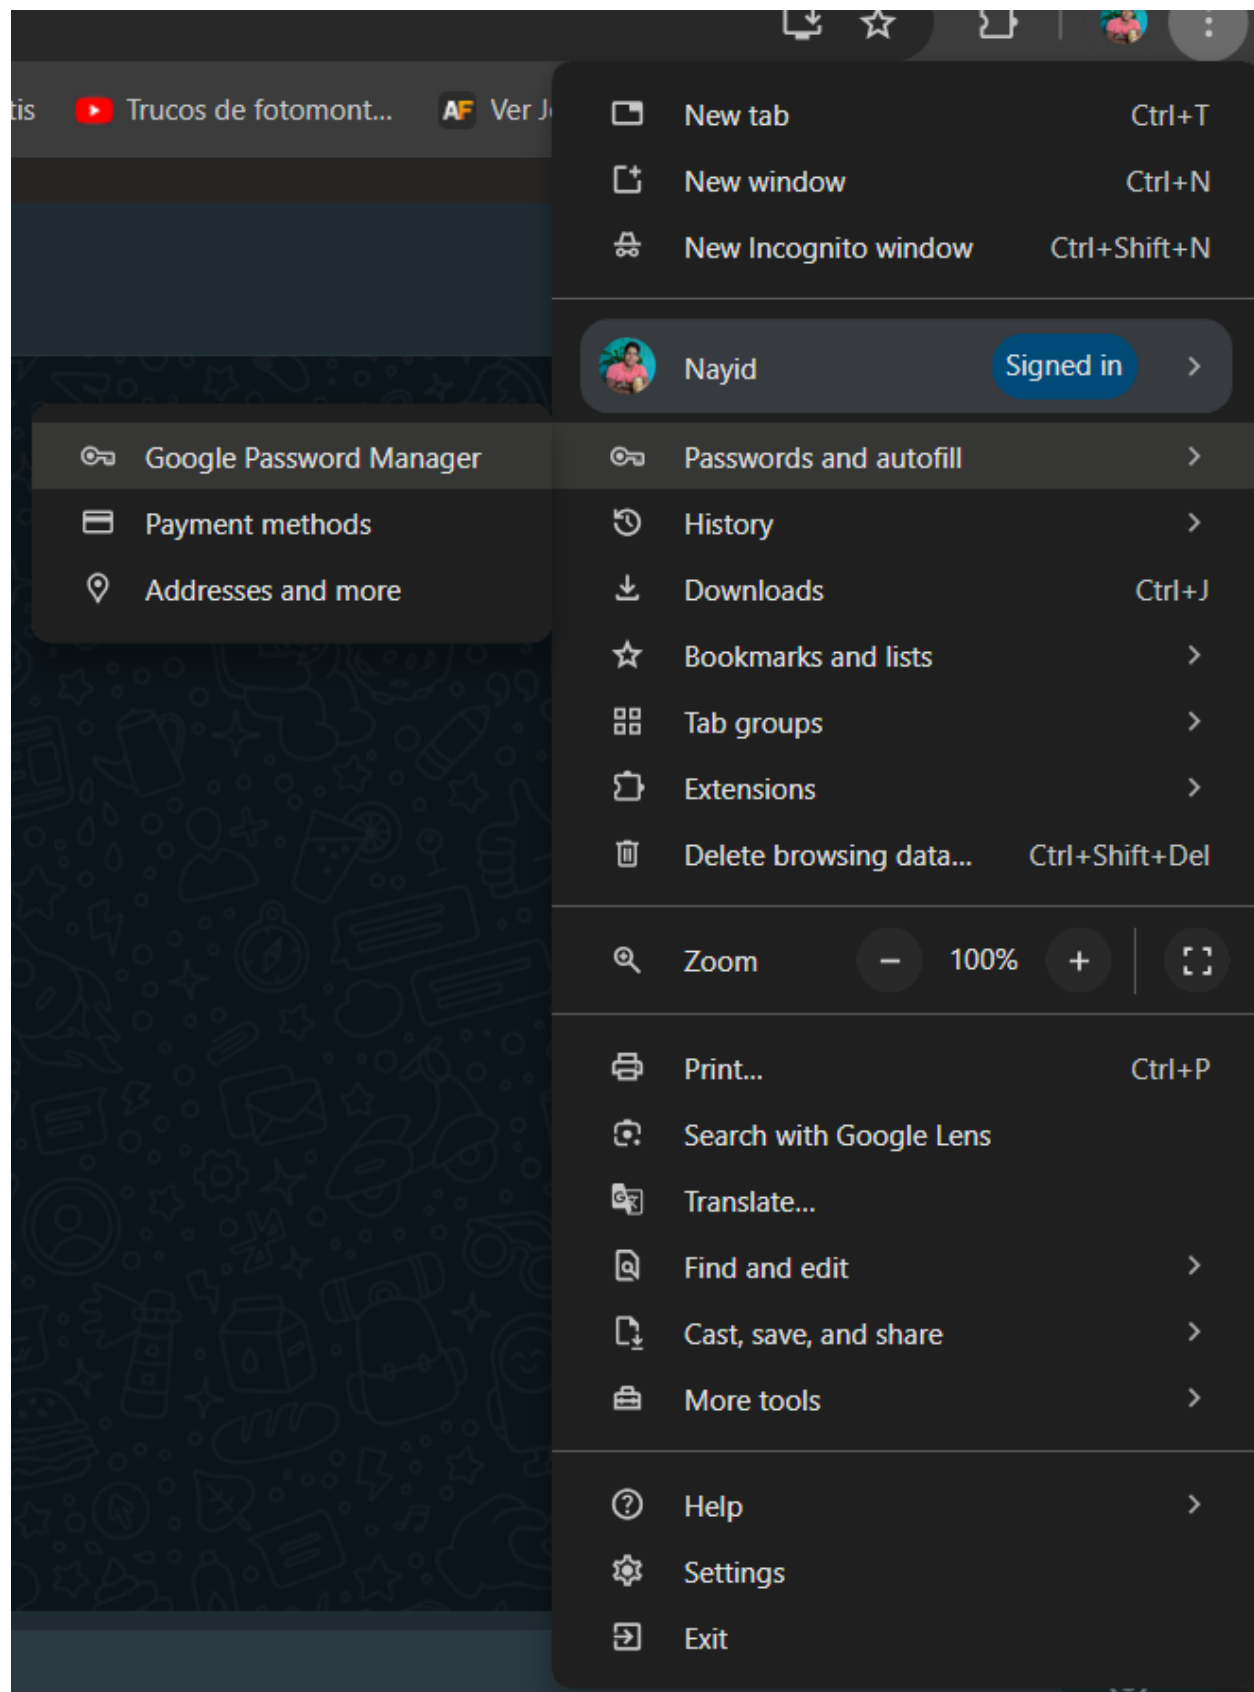 tis
Trucos de fotomont...
AF Ver J
New tab Ctrl+T
New window Ctrl+N
New Incognito window Ctrl+Shift+N
Nayid Signed in
Google Password Manager
Payment methods
Addresses and more
Passwords and autofill
History
Downloads Ctrl+J
Bookmarks and lists
Tab groups
Extensions
Delete browsing data... Ctrl+Shift+Del
Zoom − 100% +
Print... Ctrl+P
Search with Google Lens
Translate...
Find and edit
Cast, save, and share
More tools
Help
Settings
Exit